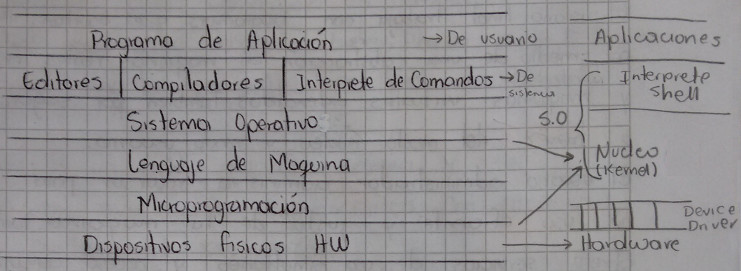 Programa de Aplicación → De usuario
Editores | Compiladores | Interprete de Comandos → De sistema
Sistema Operativo
Lenguaje de Maquina
Microprogramación
Dispositivos fisicos HW
Aplicaciones
Interprete
Shell
S.O
Nucleo
(Kernel)
Device
Driver
Hardware